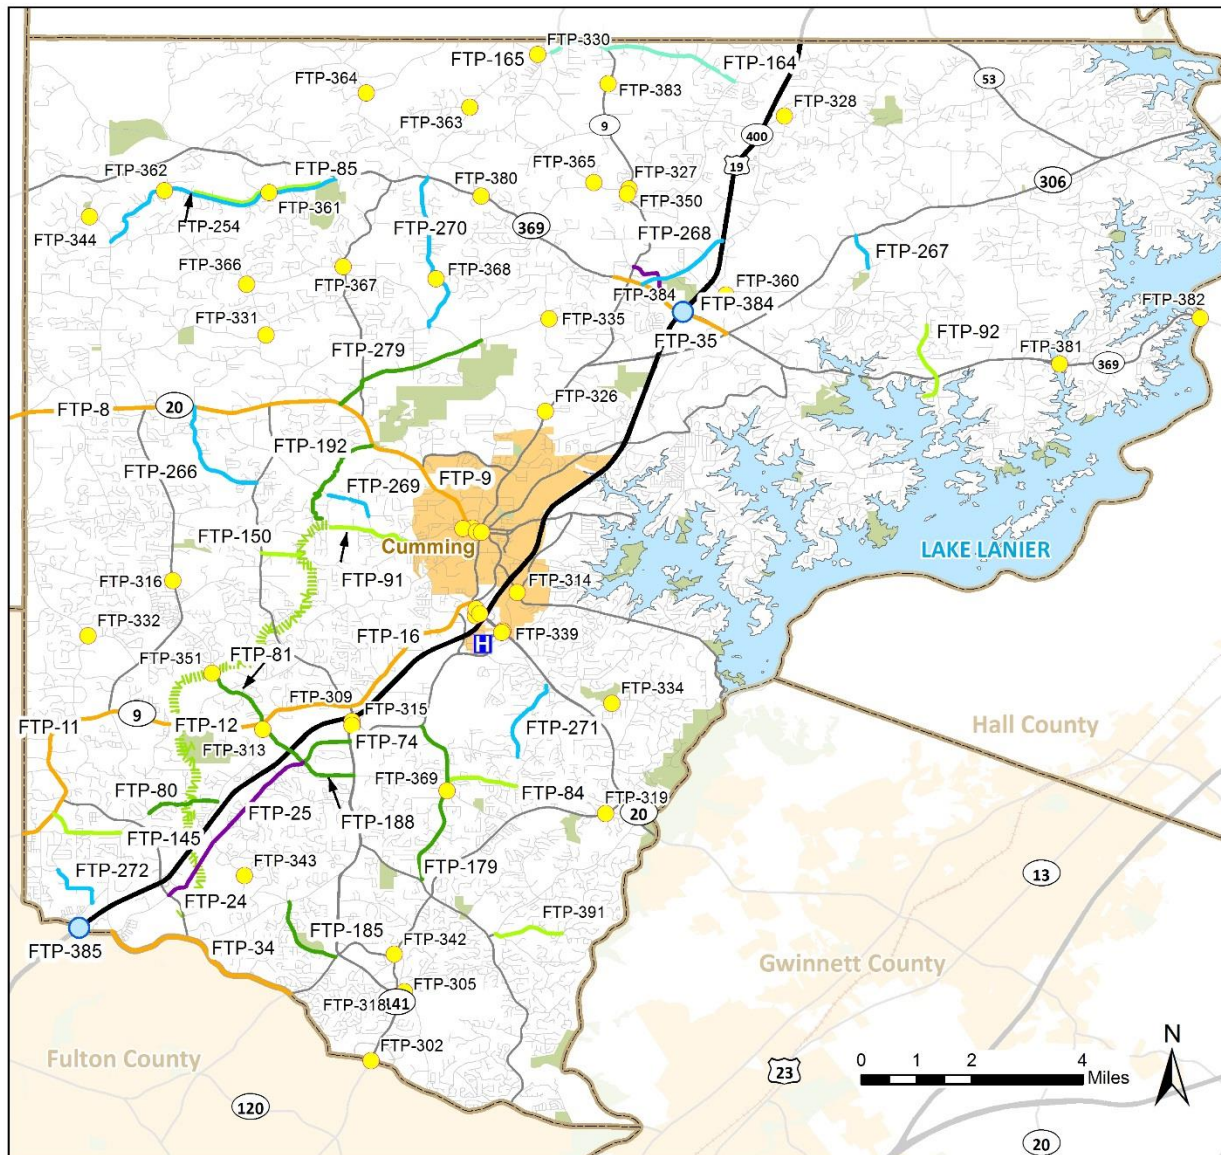 FTP-330
FTP-165
FTP-164
53
FTP-364
FTP-383
FTP-328
FTP-363
9
400
19
FTP-365
FTP-327
FTP-362
FTP-85
FTP-380
306
FTP-361
FTP-350
FTP-344
FTP-254
FTP-270
369
FTP-268
FTP-267
FTP-366
FTP-368
FTP-367
FTP-384
FTP-360
FTP-384
FTP-382
FTP-331
FTP-335
FTP-35
FTP-92
FTP-381
FTP-279
369
FTP-8
20
FTP-326
FTP-192
FTP-266
FTP-9
FTP-269
FTP-150
Cumming
LAKE LANIER
FTP-316
FTP-91
FTP-314
FTP-332
FTP-16
FTP-339
H
FTP-351
FTP-81
FTP-309
FTP-334
FTP-11
9
FTP-12
FTP-315
FTP-271
Hall County
FTP-313
FTP-74
FTP-369
FTP-80
FTP-84
FTP-319
20
FTP-25
FTP-188
FTP-145
FTP-343
FTP-179
FTP-272
13
FTP-24
FTP-391
FTP-385
FTP-34
FTP-185
FTP-342
Gwinnett County
FTP-305
FTP-318
141
Fulton County
FTP-302
23
0 1 2 4
Miles
N
120
20